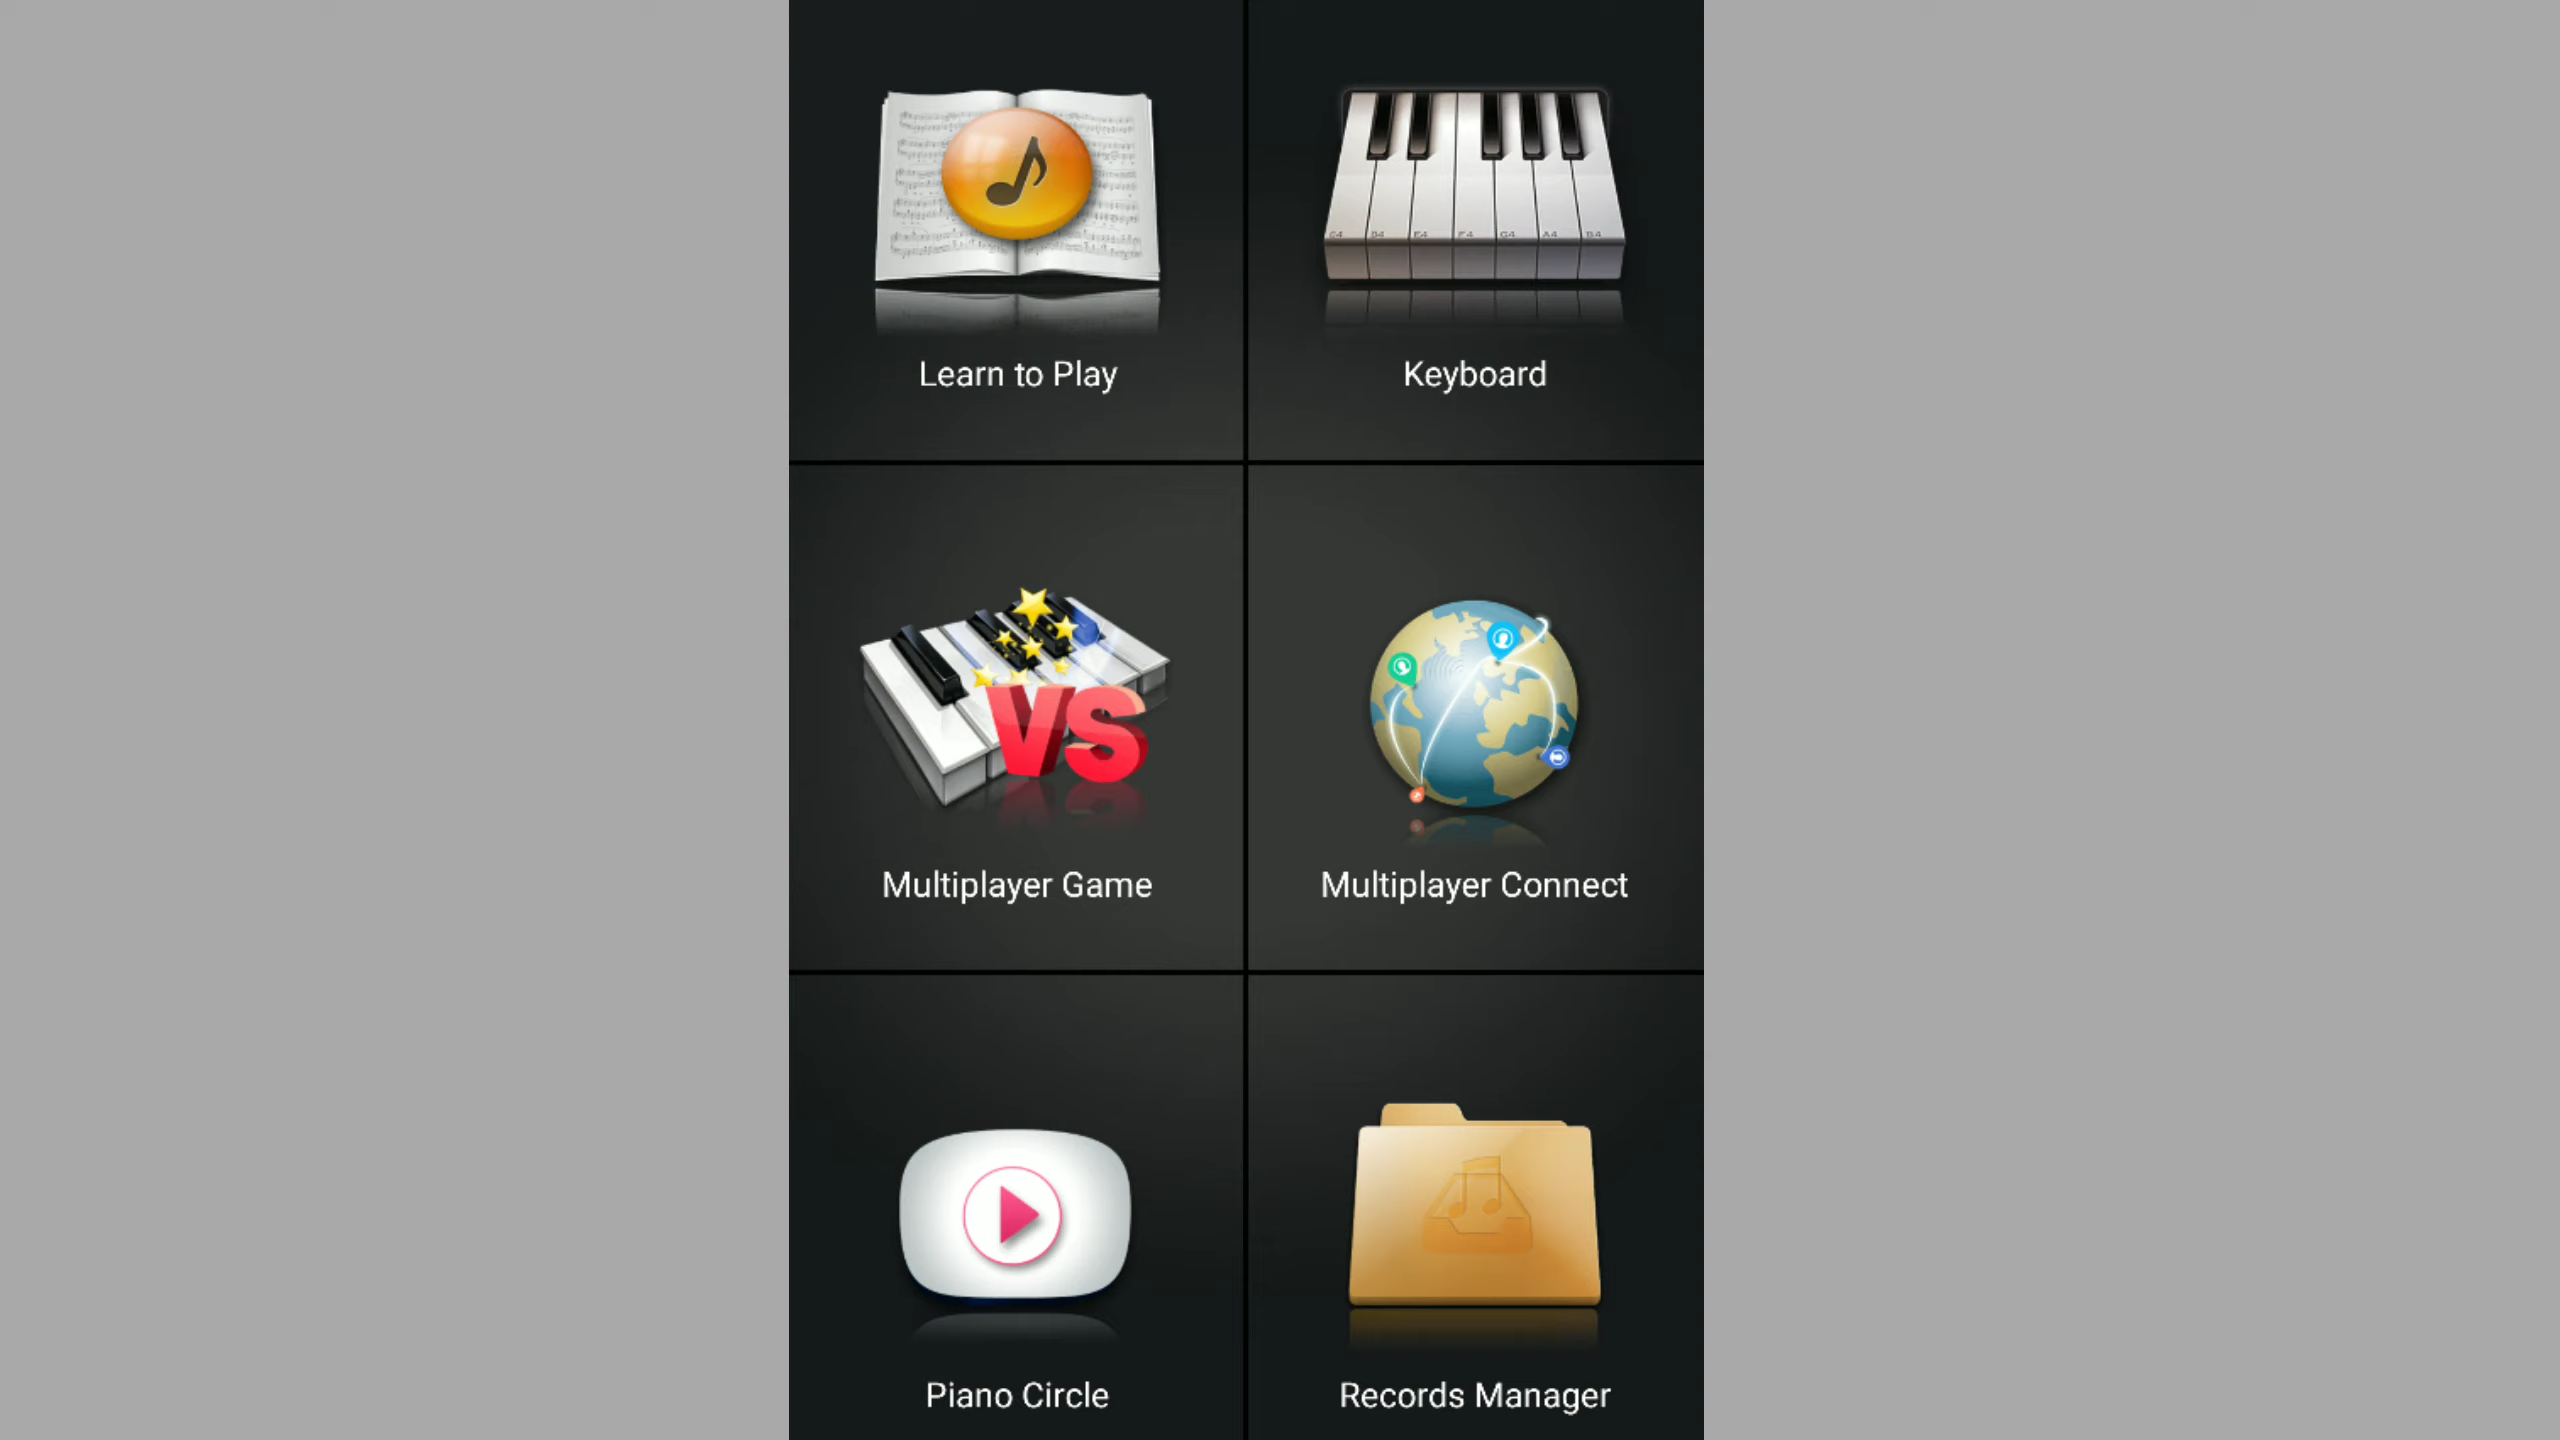 Learn to Play
Keyboard
VS
Multiplayer Game
Multiplayer Connect
Piano Circle
Records Manager